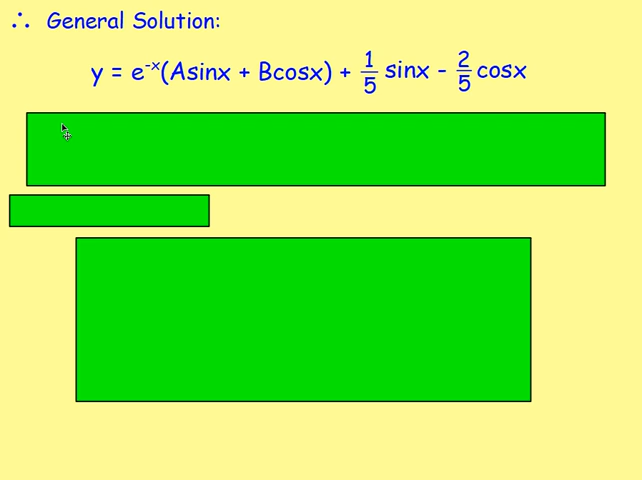 ∴ General Solution:
y = e^-x(Asinx + Bcosx) + 1/5 sinx - 2/5 cosx